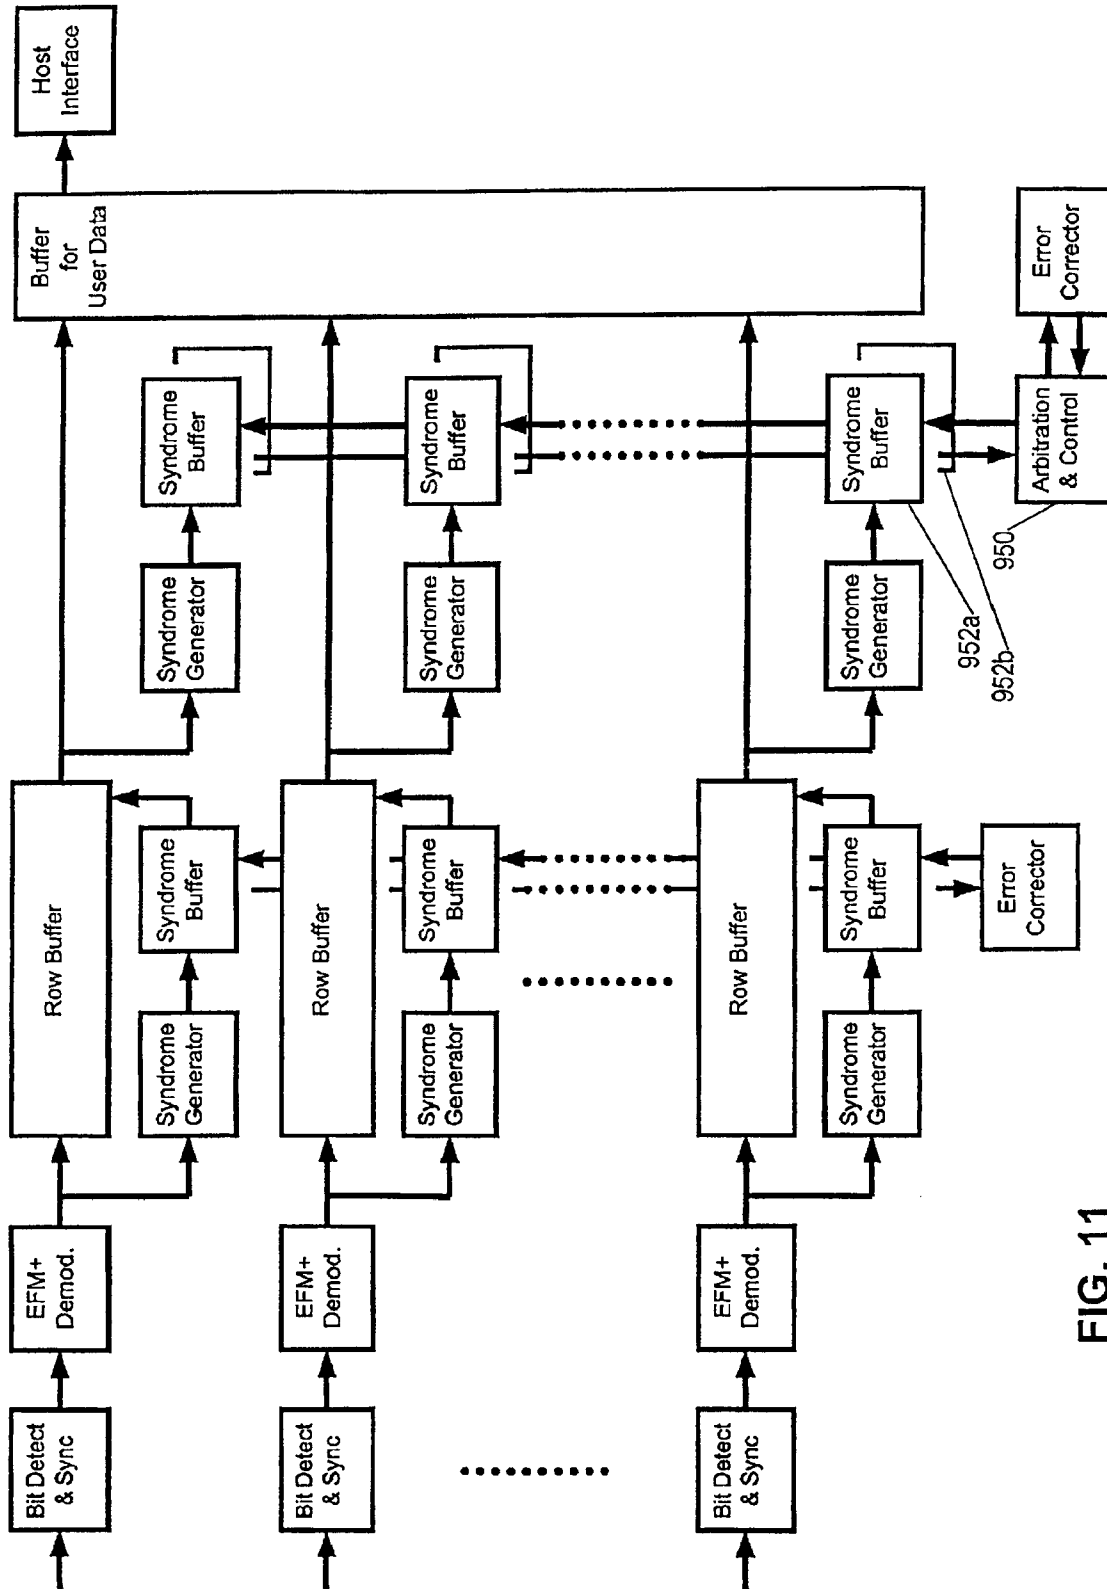 Bit Detect
& Sync
EFM+
Demod.
Row Buffer
Syndrome
Generator
Syndrome
Buffer
Syndrome
Generator
Syndrome
Buffer
Buffer
for
User Data
Host
Interface
Bit Detect
& Sync
EFM+
Demod.
Row Buffer
Syndrome
Generator
Syndrome
Buffer
Syndrome
Generator
Syndrome
Buffer
Bit Detect
& Sync
EFM+
Demod.
Row Buffer
Syndrome
Generator
Syndrome
Buffer
Error
Corrector
Syndrome
Generator
Syndrome
Buffer
952a
952b
950
Arbitration
& Control
Error
Corrector
FIG. 11